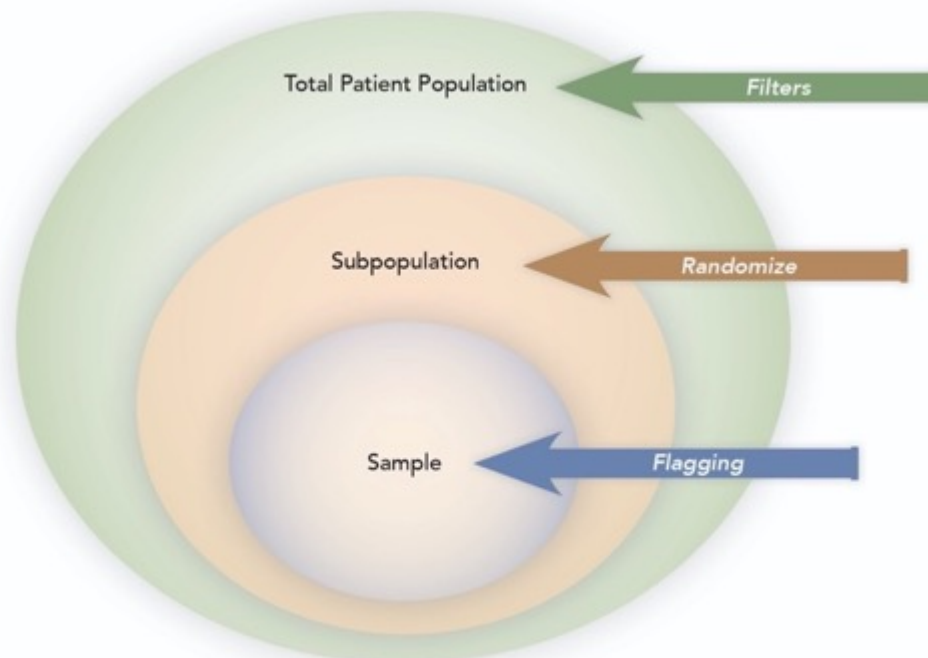 Total Patient Population
Filters
Subpopulation
Randomize
Sample
Flagging